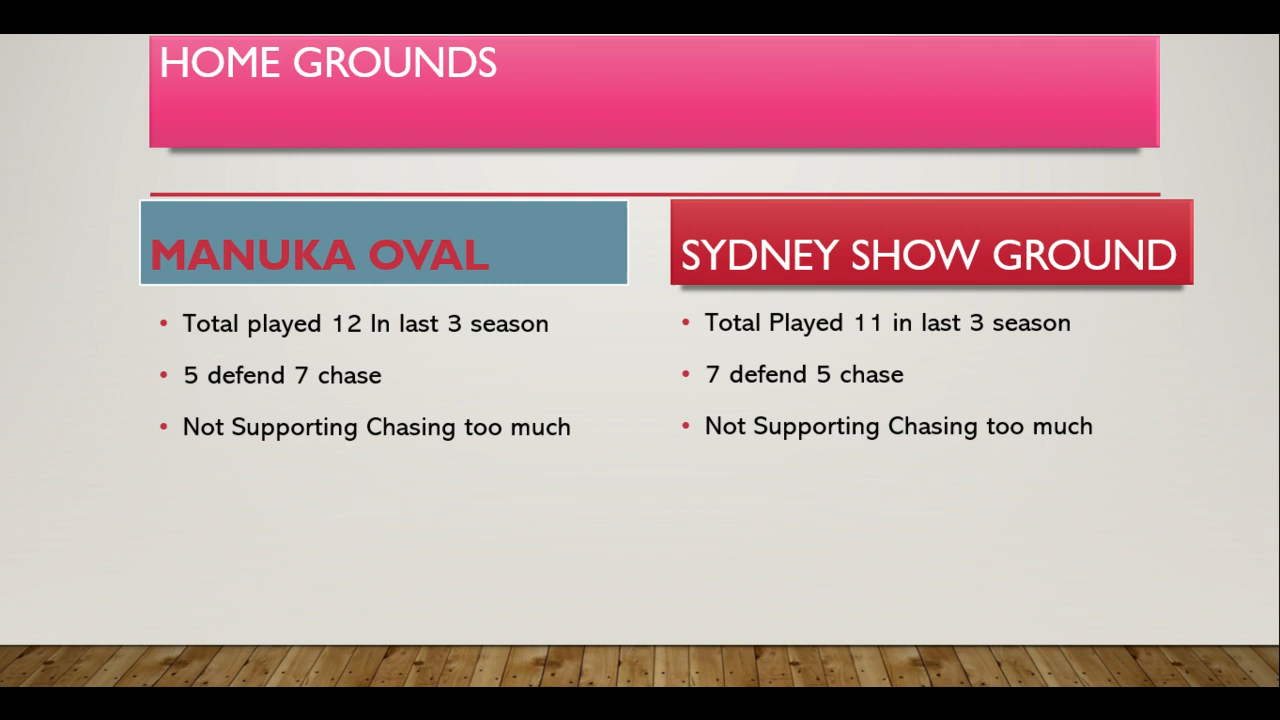 HOME GROUNDS
MANUKA OVAL
• Total played 12 In last 3 season
• 5 defend 7 chase
• Not Supporting Chasing too much
SYDNEY SHOW GROUND
• Total Played 11 in last 3 season
• 7 defend 5 chase
• Not Supporting Chasing too much